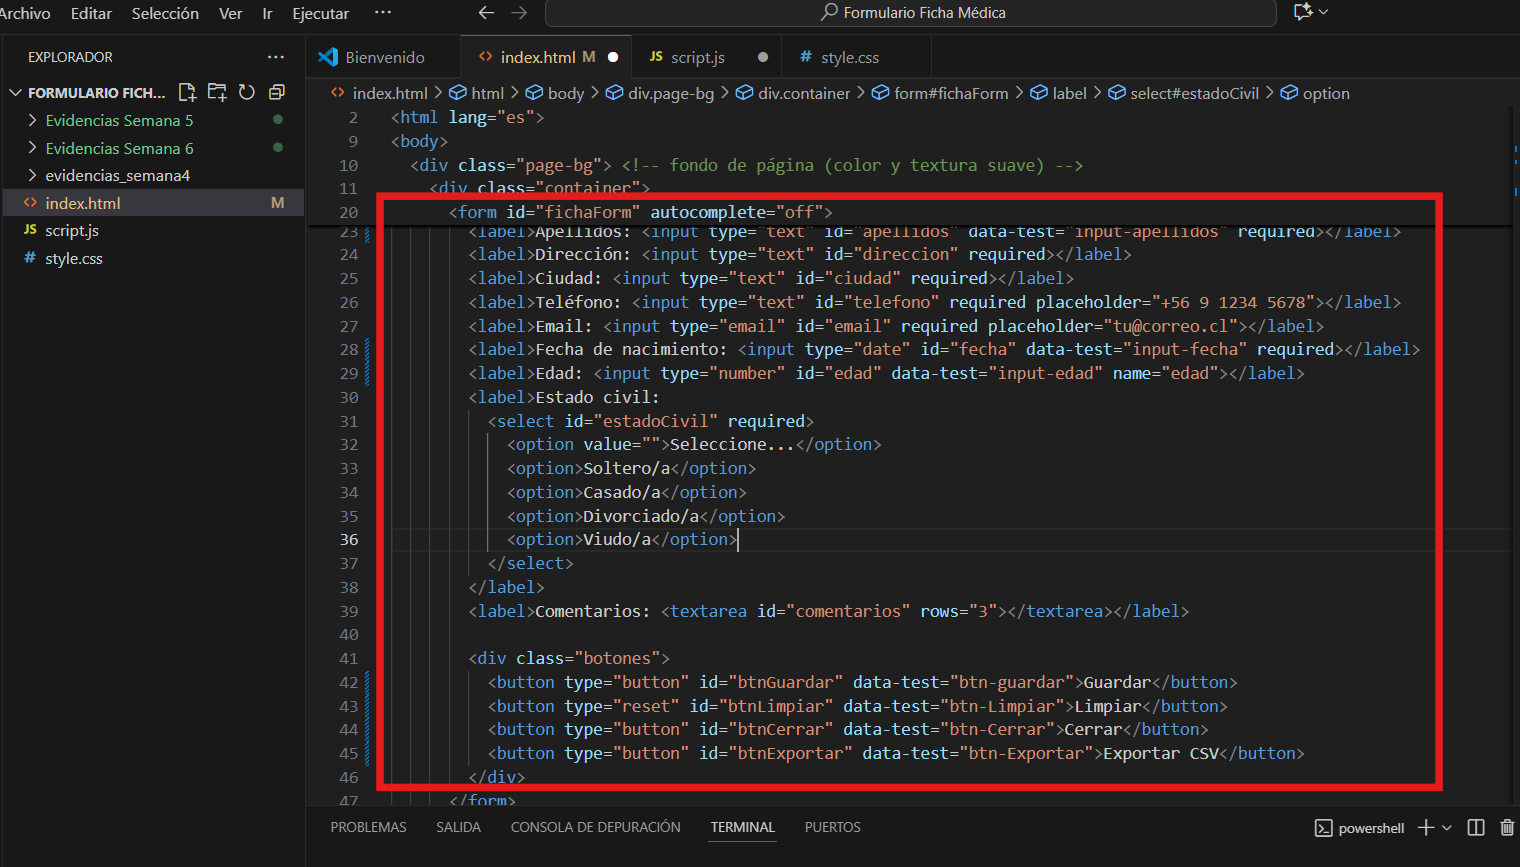 Archivo Editar Selección Ver Ir Ejecutar ··· Formulario Ficha Médica
EXPLORADOR ···
FORMULARIO FICH...
Evidencias Semana 5
Evidencias Semana 6
evidencias_semana4
index.html M
script.js
style.css
Bienvenido index.html M script.js style.css
index.html > html > body > div.page-bg > div.container > form#fichaForm > label > select#estadoCivil > option
2 <html lang="es">
9 <body>
10 <div class="page-bg"> <!-- fondo de página (color y textura suave) -->
11 <div class="container">
20 <form id="fichaForm" autocomplete="off">
23 <label>Apellidos: <input type="text" id="apellidos" data-test="input-apellidos" required></label>
24 <label>Dirección: <input type="text" id="direccion" required></label>
25 <label>Ciudad: <input type="text" id="ciudad" required></label>
26 <label>Teléfono: <input type="text" id="telefono" required placeholder="+56 9 1234 5678"></label>
27 <label>Email: <input type="email" id="email" required placeholder="tu@correo.cl"></label>
28 <label>Fecha de nacimiento: <input type="date" id="fecha" data-test="input-fecha" required></label>
29 <label>Edad: <input type="number" id="edad" data-test="input-edad" name="edad"></label>
30 <label>Estado civil:
31 <select id="estadoCivil" required>
32 <option value="">Seleccione...</option>
33 <option>Soltero/a</option>
34 <option>Casado/a</option>
35 <option>Divorciado/a</option>
36 <option>Viudo/a</option>
37 </select>
38 </label>
39 <label>Comentarios: <textarea id="comentarios" rows="3"></textarea></label>
40
41 <div class="botones">
42 <button type="button" id="btnGuardar" data-test="btn-guardar">Guardar</button>
43 <button type="reset" id="btnLimpiar" data-test="btn-Limpiar">Limpiar</button>
44 <button type="button" id="btnCerrar" data-test="btn-Cerrar">Cerrar</button>
45 <button type="button" id="btnExportar" data-test="btn-Exportar">Exportar CSV</button>
46 </div>
47 </form>
PROBLEMAS SALIDA CONSOLA DE DEPURACIÓN TERMINAL PUERTOS powershell